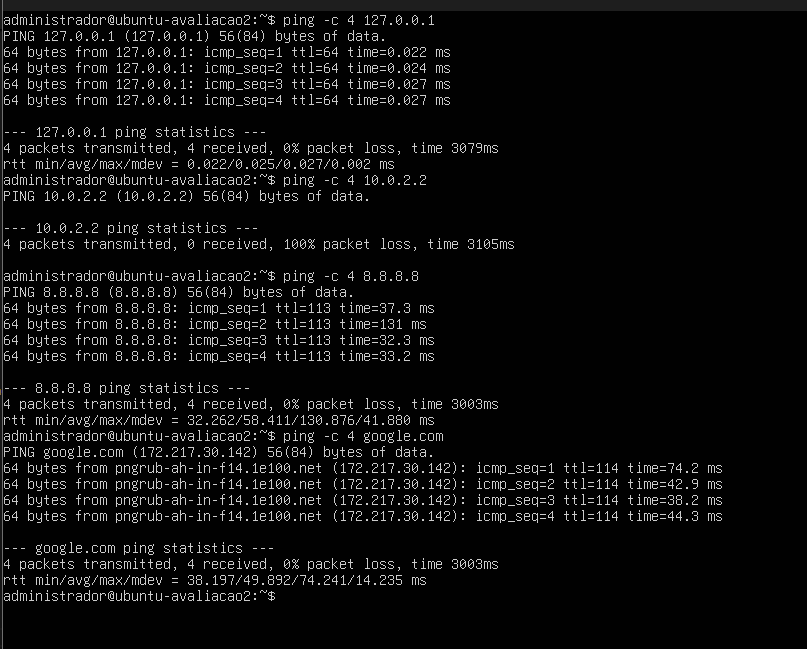 administrador@ubuntu-avaliacao2:~$ ping -c 4 127.0.0.1
PING 127.0.0.1 (127.0.0.1) 56(84) bytes of data.
64 bytes from 127.0.0.1: icmp_seq=1 ttl=64 time=0.022 ms
64 bytes from 127.0.0.1: icmp_seq=2 ttl=64 time=0.024 ms
64 bytes from 127.0.0.1: icmp_seq=3 ttl=64 time=0.027 ms
64 bytes from 127.0.0.1: icmp_seq=4 ttl=64 time=0.027 ms
--- 127.0.0.1 ping statistics ---
4 packets transmitted, 4 received, 0% packet loss, time 3079ms
rtt min/avg/max/mdev = 0.022/0.025/0.027/0.002 ms
administrador@ubuntu-avaliacao2:~$ ping -c 4 10.0.2.2
PING 10.0.2.2 (10.0.2.2) 56(84) bytes of data.
--- 10.0.2.2 ping statistics ---
4 packets transmitted, 0 received, 100% packet loss, time 3105ms
administrador@ubuntu-avaliacao2:~$ ping -c 4 8.8.8.8
PING 8.8.8.8 (8.8.8.8) 56(84) bytes of data.
64 bytes from 8.8.8.8: icmp_seq=1 ttl=113 time=37.3 ms
64 bytes from 8.8.8.8: icmp_seq=2 ttl=113 time=131 ms
64 bytes from 8.8.8.8: icmp_seq=3 ttl=113 time=32.3 ms
64 bytes from 8.8.8.8: icmp_seq=4 ttl=113 time=33.2 ms
--- 8.8.8.8 ping statistics ---
4 packets transmitted, 4 received, 0% packet loss, time 3003ms
rtt min/avg/max/mdev = 32.262/58.411/130.876/41.880 ms
administrador@ubuntu-avaliacao2:~$ ping -c 4 google.com
PING google.com (172.217.30.142) 56(84) bytes of data.
64 bytes from pngrub-ah-in-f14.1e100.net (172.217.30.142): icmp_seq=1 ttl=114 time=74.2 ms
64 bytes from pngrub-ah-in-f14.1e100.net (172.217.30.142): icmp_seq=2 ttl=114 time=42.9 ms
64 bytes from pngrub-ah-in-f14.1e100.net (172.217.30.142): icmp_seq=3 ttl=114 time=38.2 ms
64 bytes from pngrub-ah-in-f14.1e100.net (172.217.30.142): icmp_seq=4 ttl=114 time=44.3 ms
--- google.com ping statistics ---
4 packets transmitted, 4 received, 0% packet loss, time 3003ms
rtt min/avg/max/mdev = 38.197/49.892/74.241/14.235 ms
administrador@ubuntu-avaliacao2:~$